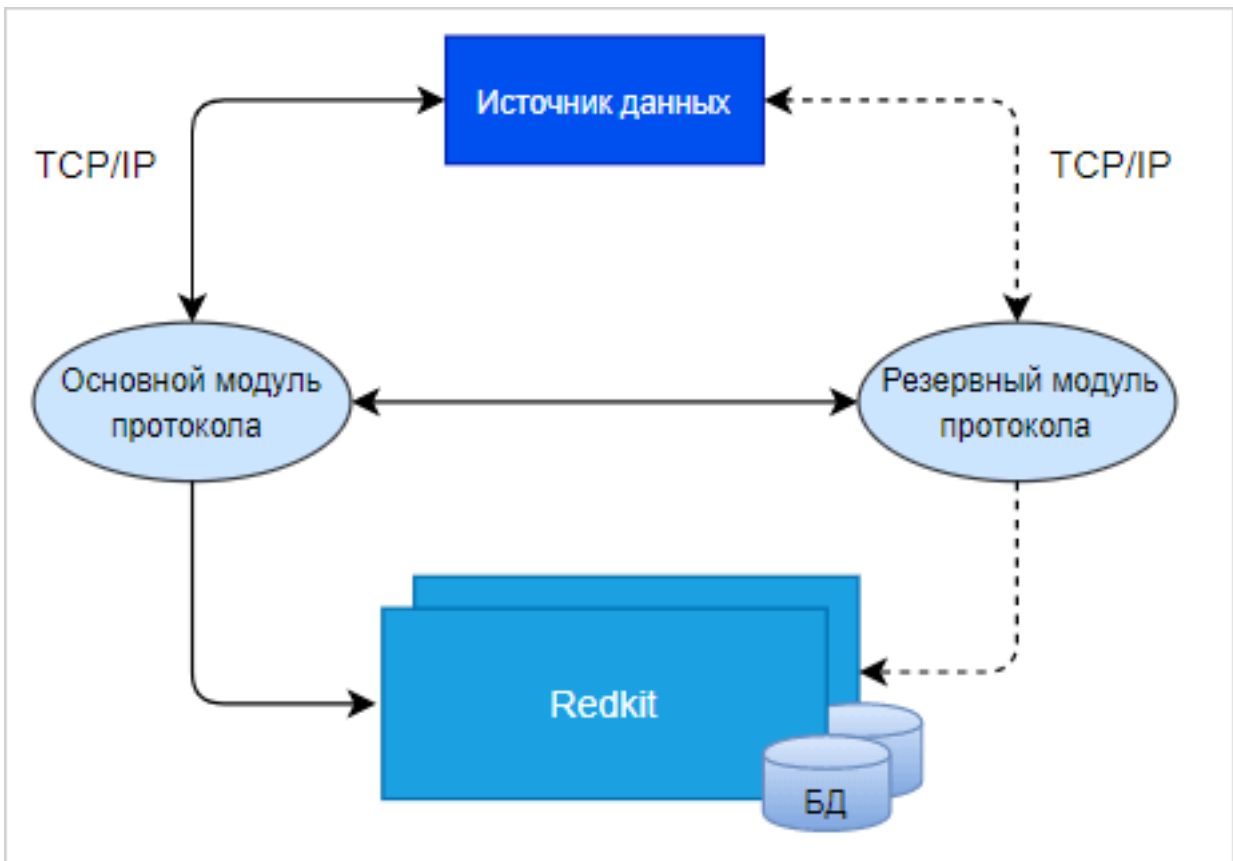 Источник данных
TCP/IP
TCP/IP
Основной модуль
протокола
Резервный модуль
протокола
Redkit
БД